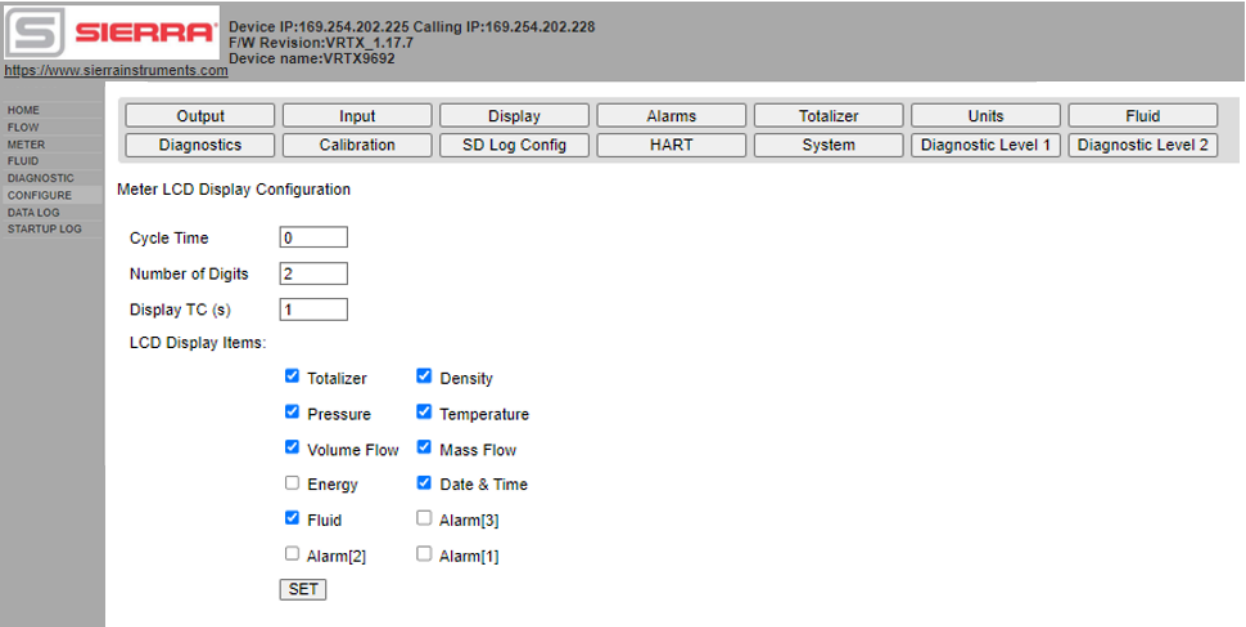 S SIERRA
Device IP:169.254.202.225 Calling IP:169.254.202.228
F/W Revision:VRTX_1.17.7
Device name:VRTX9692
https://www.sierrainstruments.com
HOME
FLOW
METER
FLUID
DIAGNOSTIC
CONFIGURE
DATA LOG
STARTUP LOG
Output Input Display Alarms Totalizer Units Fluid
Diagnostics Calibration SD Log Config HART System Diagnostic Level 1 Diagnostic Level 2
Meter LCD Display Configuration
Cycle Time 0
Number of Digits 2
Display TC (s) 1
LCD Display Items:
Totalizer Density
Pressure Temperature
Volume Flow Mass Flow
Energy Date & Time
Fluid Alarm[3]
Alarm[2] Alarm[1]
SET